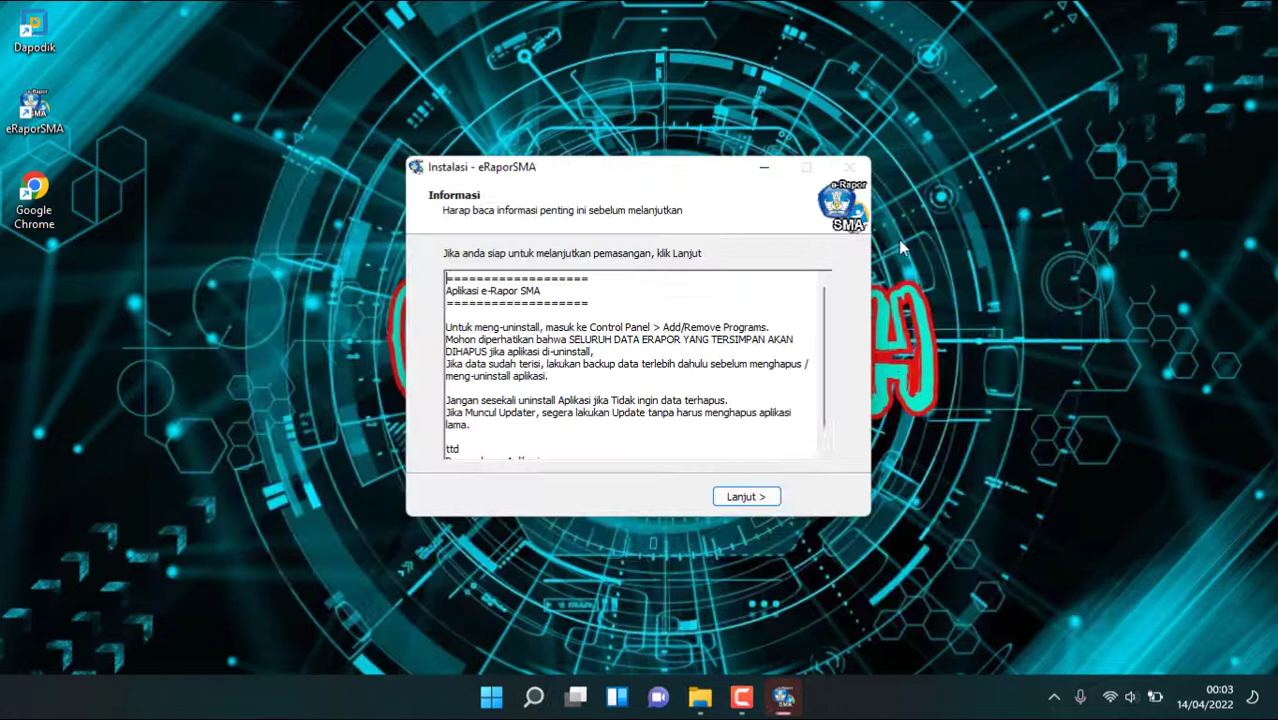 Dapodik
eRaporSMA
Google
Chrome
Instalasi - eRaporSMA
Informasi
Harap baca informasi penting ini sebelum melanjutkan
e-Rapor
SMA
Jika anda siap untuk melanjutkan pemasangan, klik Lanjut
===================
Aplikasi e-Rapor SMA
===================
Untuk meng-uninstall, masuk ke Control Panel > Add/Remove Programs.
Mohon diperhatikan bahwa SELURUH DATA ERAPOR YANG TERSIMPAN AKAN
DIHAPUS jika aplikasi di-uninstall,
Jika data sudah terisi, lakukan backup data terlebih dahulu sebelum menghapus /
meng-uninstall aplikasi.
Jangan sesekali uninstall Aplikasi jika Tidak ingin data terhapus.
Jika Muncul Updater, segera lakukan Update tanpa harus menghapus aplikasi
lama.
ttd
Lanjut >
00:03
14/04/2022